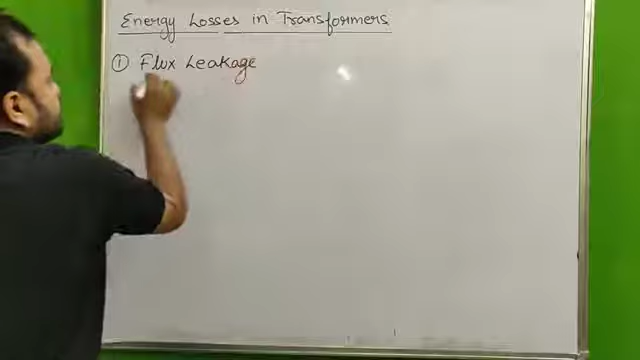 Energy Losses in Transformers
① Flux Leakage